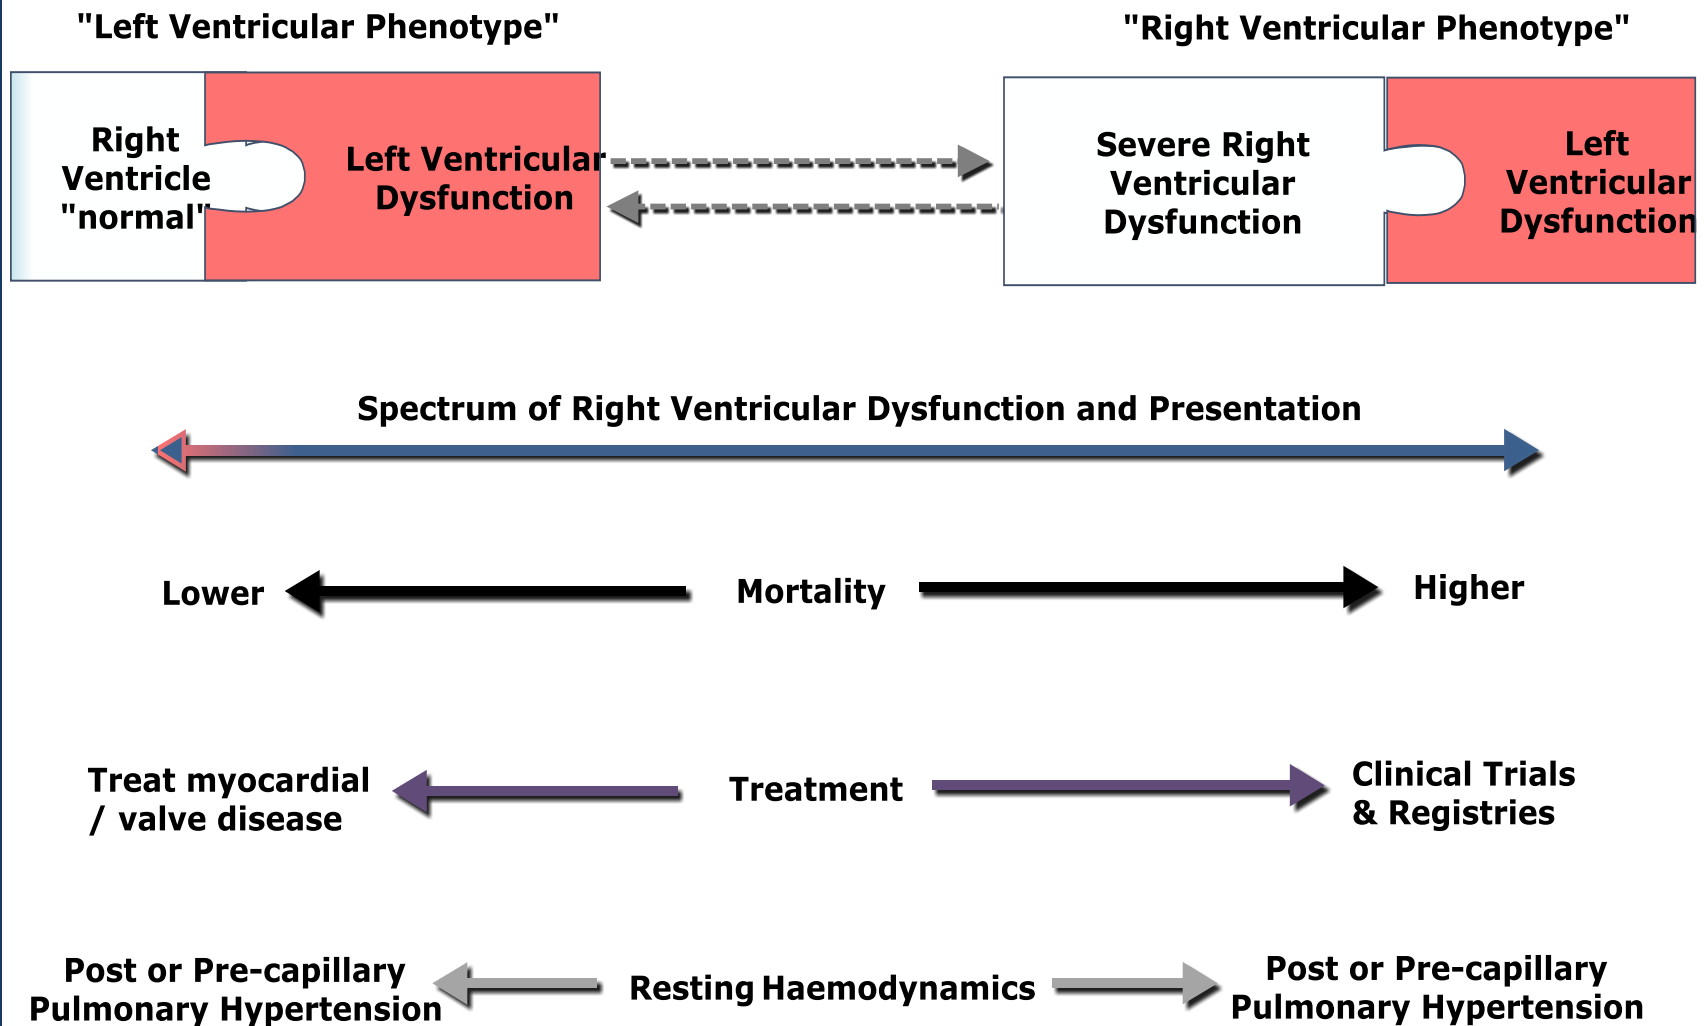 "Left Ventricular Phenotype"
"Right Ventricular Phenotype"
Right
Ventricle
"normal"
Left Ventricular
Dysfunction
Severe Right
Ventricular
Dysfunction
Left
Ventricular
Dysfunction
Spectrum of Right Ventricular Dysfunction and Presentation
Lower
Mortality
Higher
Treat myocardial
/ valve disease
Treatment
Clinical Trials
& Registries
Post or Pre-capillary
Pulmonary Hypertension
Resting Haemodynamics
Post or Pre-capillary
Pulmonary Hypertension